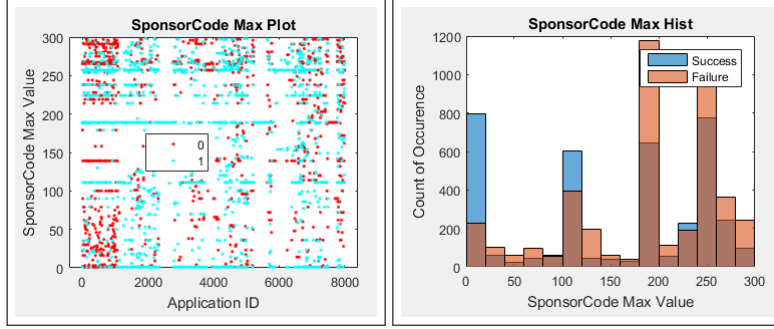 SponsorCode Max Plot
300
250
200
150
100
50
0
SponsorCode Max Value
0
1
0 2000 4000 6000 8000
Application ID
SponsorCode Max Hist
1200
1000
800
600
400
200
0
Count of Occurence
Success
Failure
0 50 100 150 200 250 300
SponsorCode Max Value